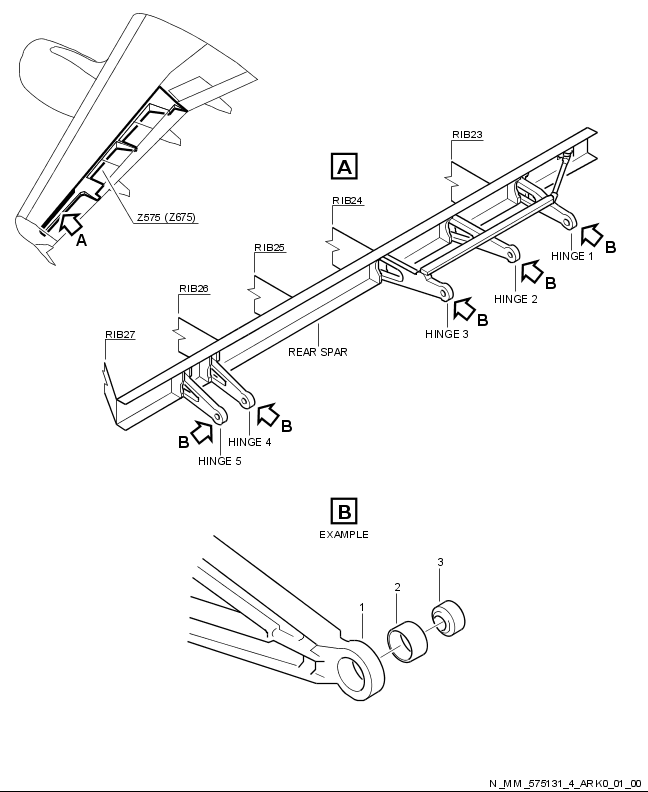 Z575 (Z675)
A
A
RIB23
RIB24
RIB25
RIB26
RIB27
B
HINGE 1
B
HINGE 2
B
HINGE 3
REAR SPAR
B
HINGE 4
B
HINGE 5
B
EXAMPLE
1
2
3
N_MM_575131_4_ARK0_01_00